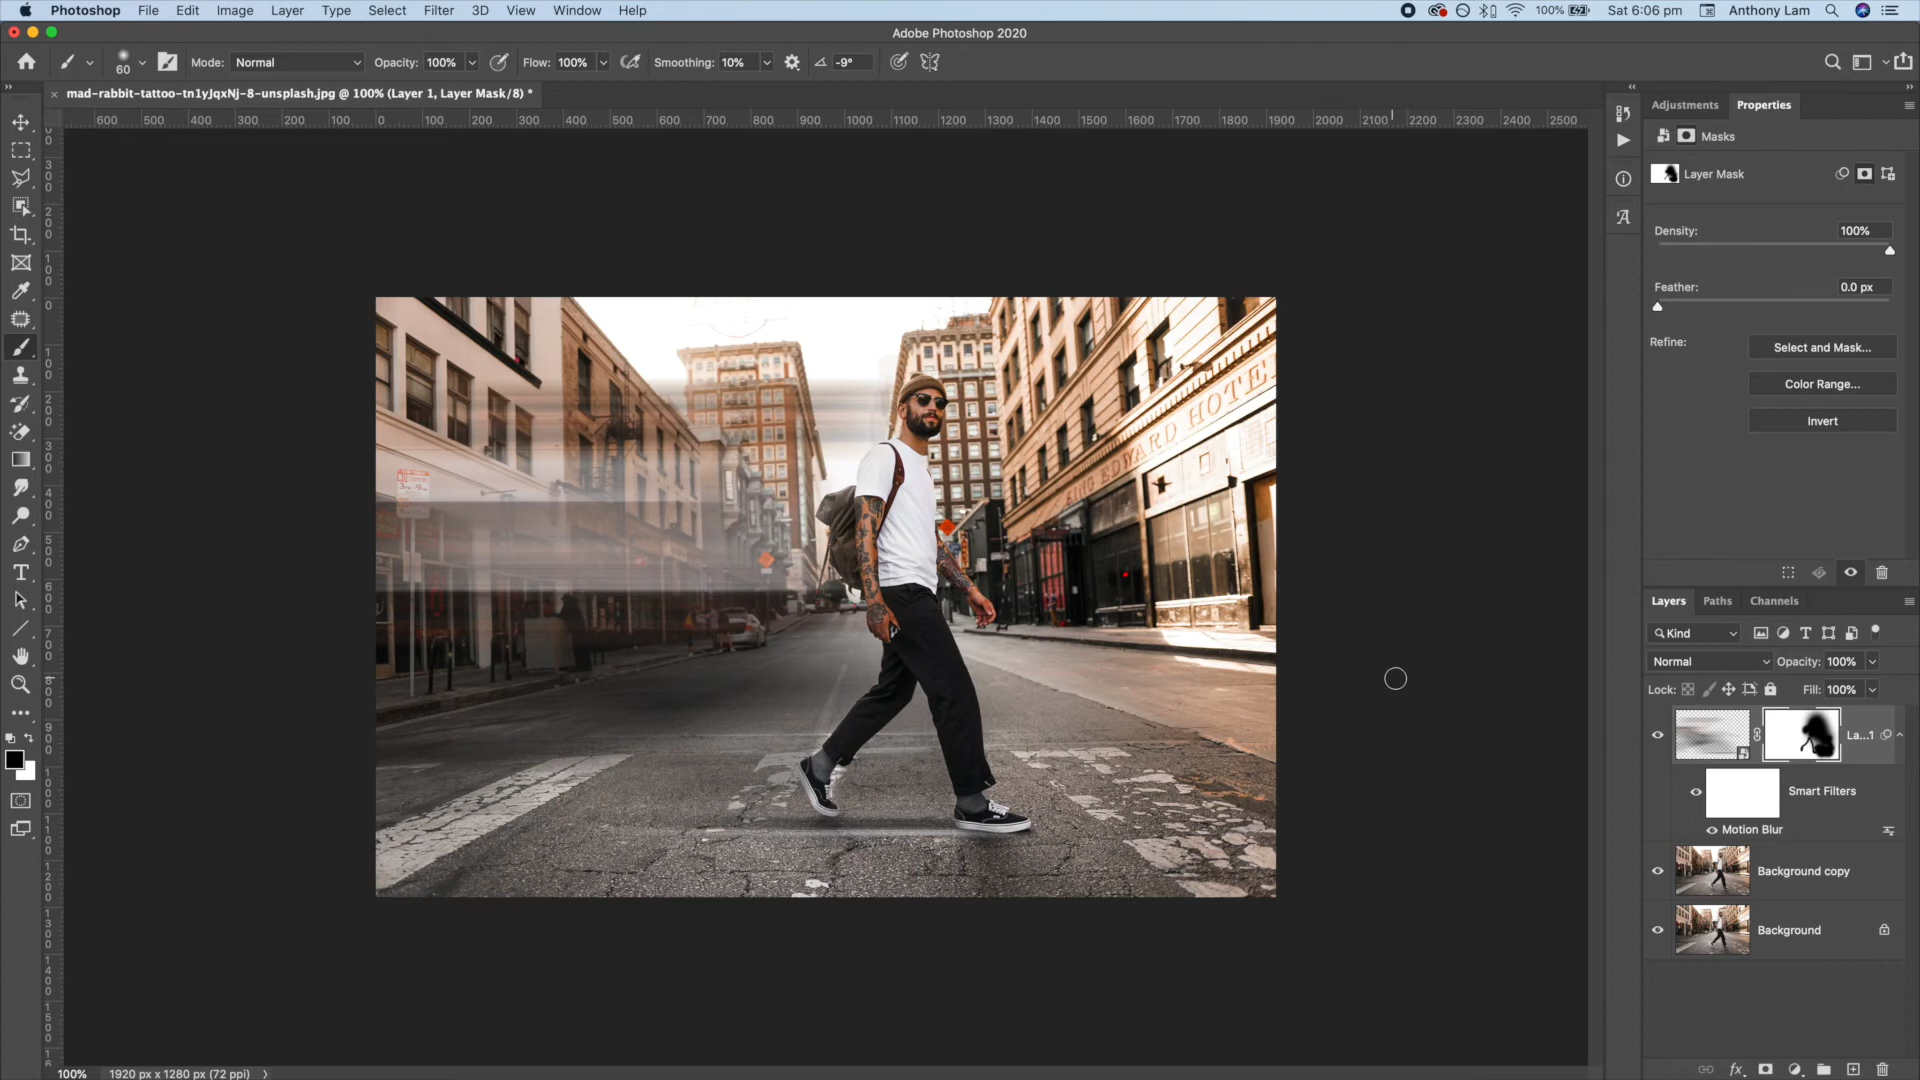 Photoshop File Edit Image Layer Type Select Filter 3D View Window Help 100% Sat 6:06 pm Anthony Lam
Adobe Photoshop 2020
60 Mode: Normal Opacity: 100% Flow: 100% Smoothing: 10% -9°
× mad-rabbit-tattoo-tn1yJqxNj-8-unsplash.jpg @ 100% (Layer 1, Layer Mask/8) *
600 500 400 300 200 100 0 100 200 300 400 500 600 700 800 900 1000 1100 1200 1300 1400 1500 1600 1700 1800 1900 2000 2100 2200 2300 2400 2500
Adjustments Properties
Masks
Layer Mask
Density: 100%
Feather: 0.0 px
Refine: Select and Mask...
Color Range...
Invert
KING EDWARD HOTEL
Layers Paths Channels
Kind
Normal Opacity: 100%
Lock: Fill: 100%
La...1
Smart Filters
Motion Blur
Background copy
Background
100% 1920 px x 1280 px (72 ppi)